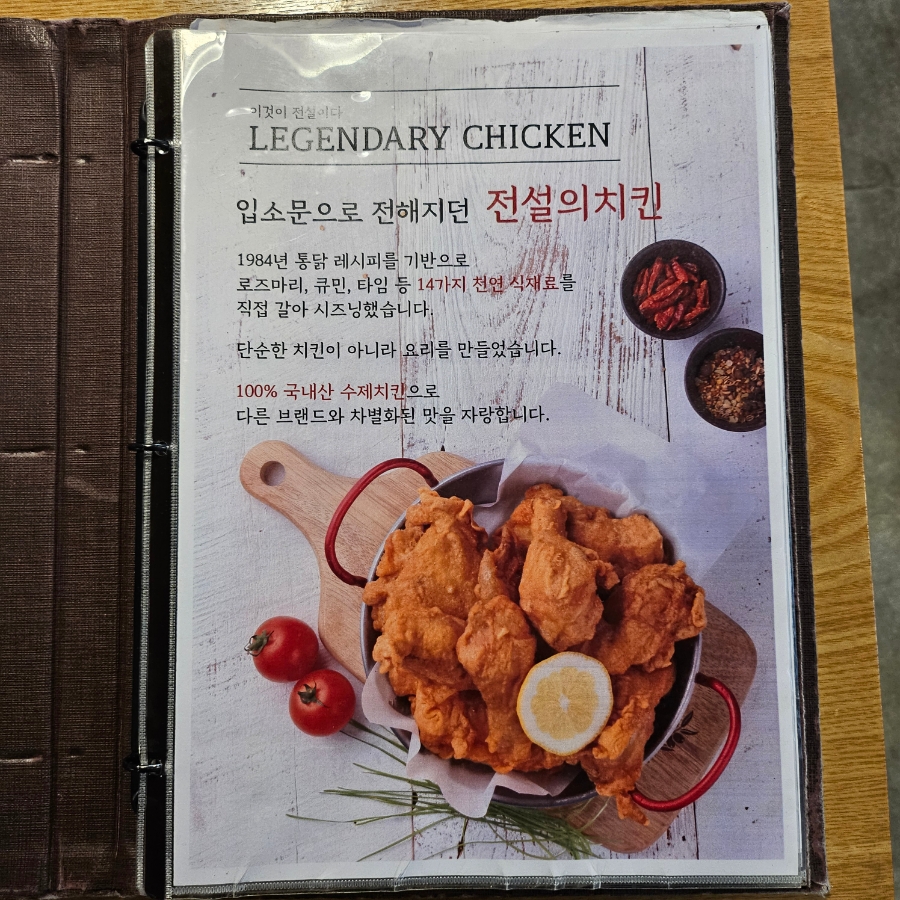 이것이 전설이다
LEGENDARY CHICKEN
입소문으로 전해지던 전설의치킨
1984년 통닭 레시피를 기반으로
로즈마리, 큐민, 타임 등 14가지 천연 식재료를
직접 갈아 시즈닝했습니다.
단순한 치킨이 아니라 요리를 만들었습니다.
100% 국내산 수제치킨으로
다른 브랜드와 차별화된 맛을 자랑합니다.